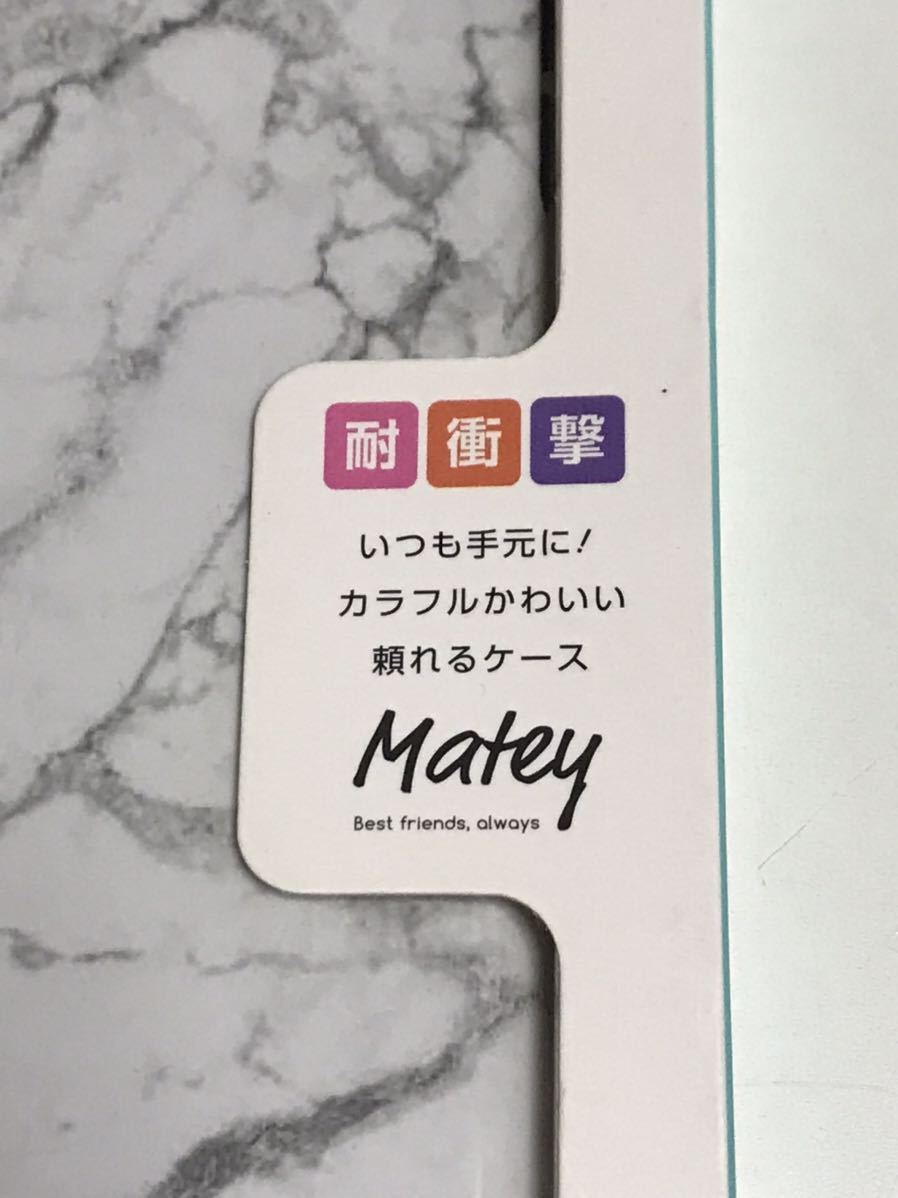 耐衝撃
いつも手元に!
カラフルかわいい
頼れるケース
Matey
Best friends, always